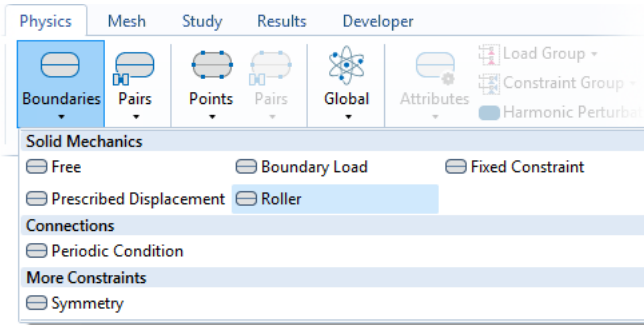 Physics Mesh Study Results Developer
Boundaries Pairs Points Pairs Global Attributes
Load Group
Constraint Group
Harmonic
Solid Mechanics
Free Boundary Load Fixed Constraint
Prescribed Displacement Roller
Connections
Periodic Condition
More Constraints
Symmetry